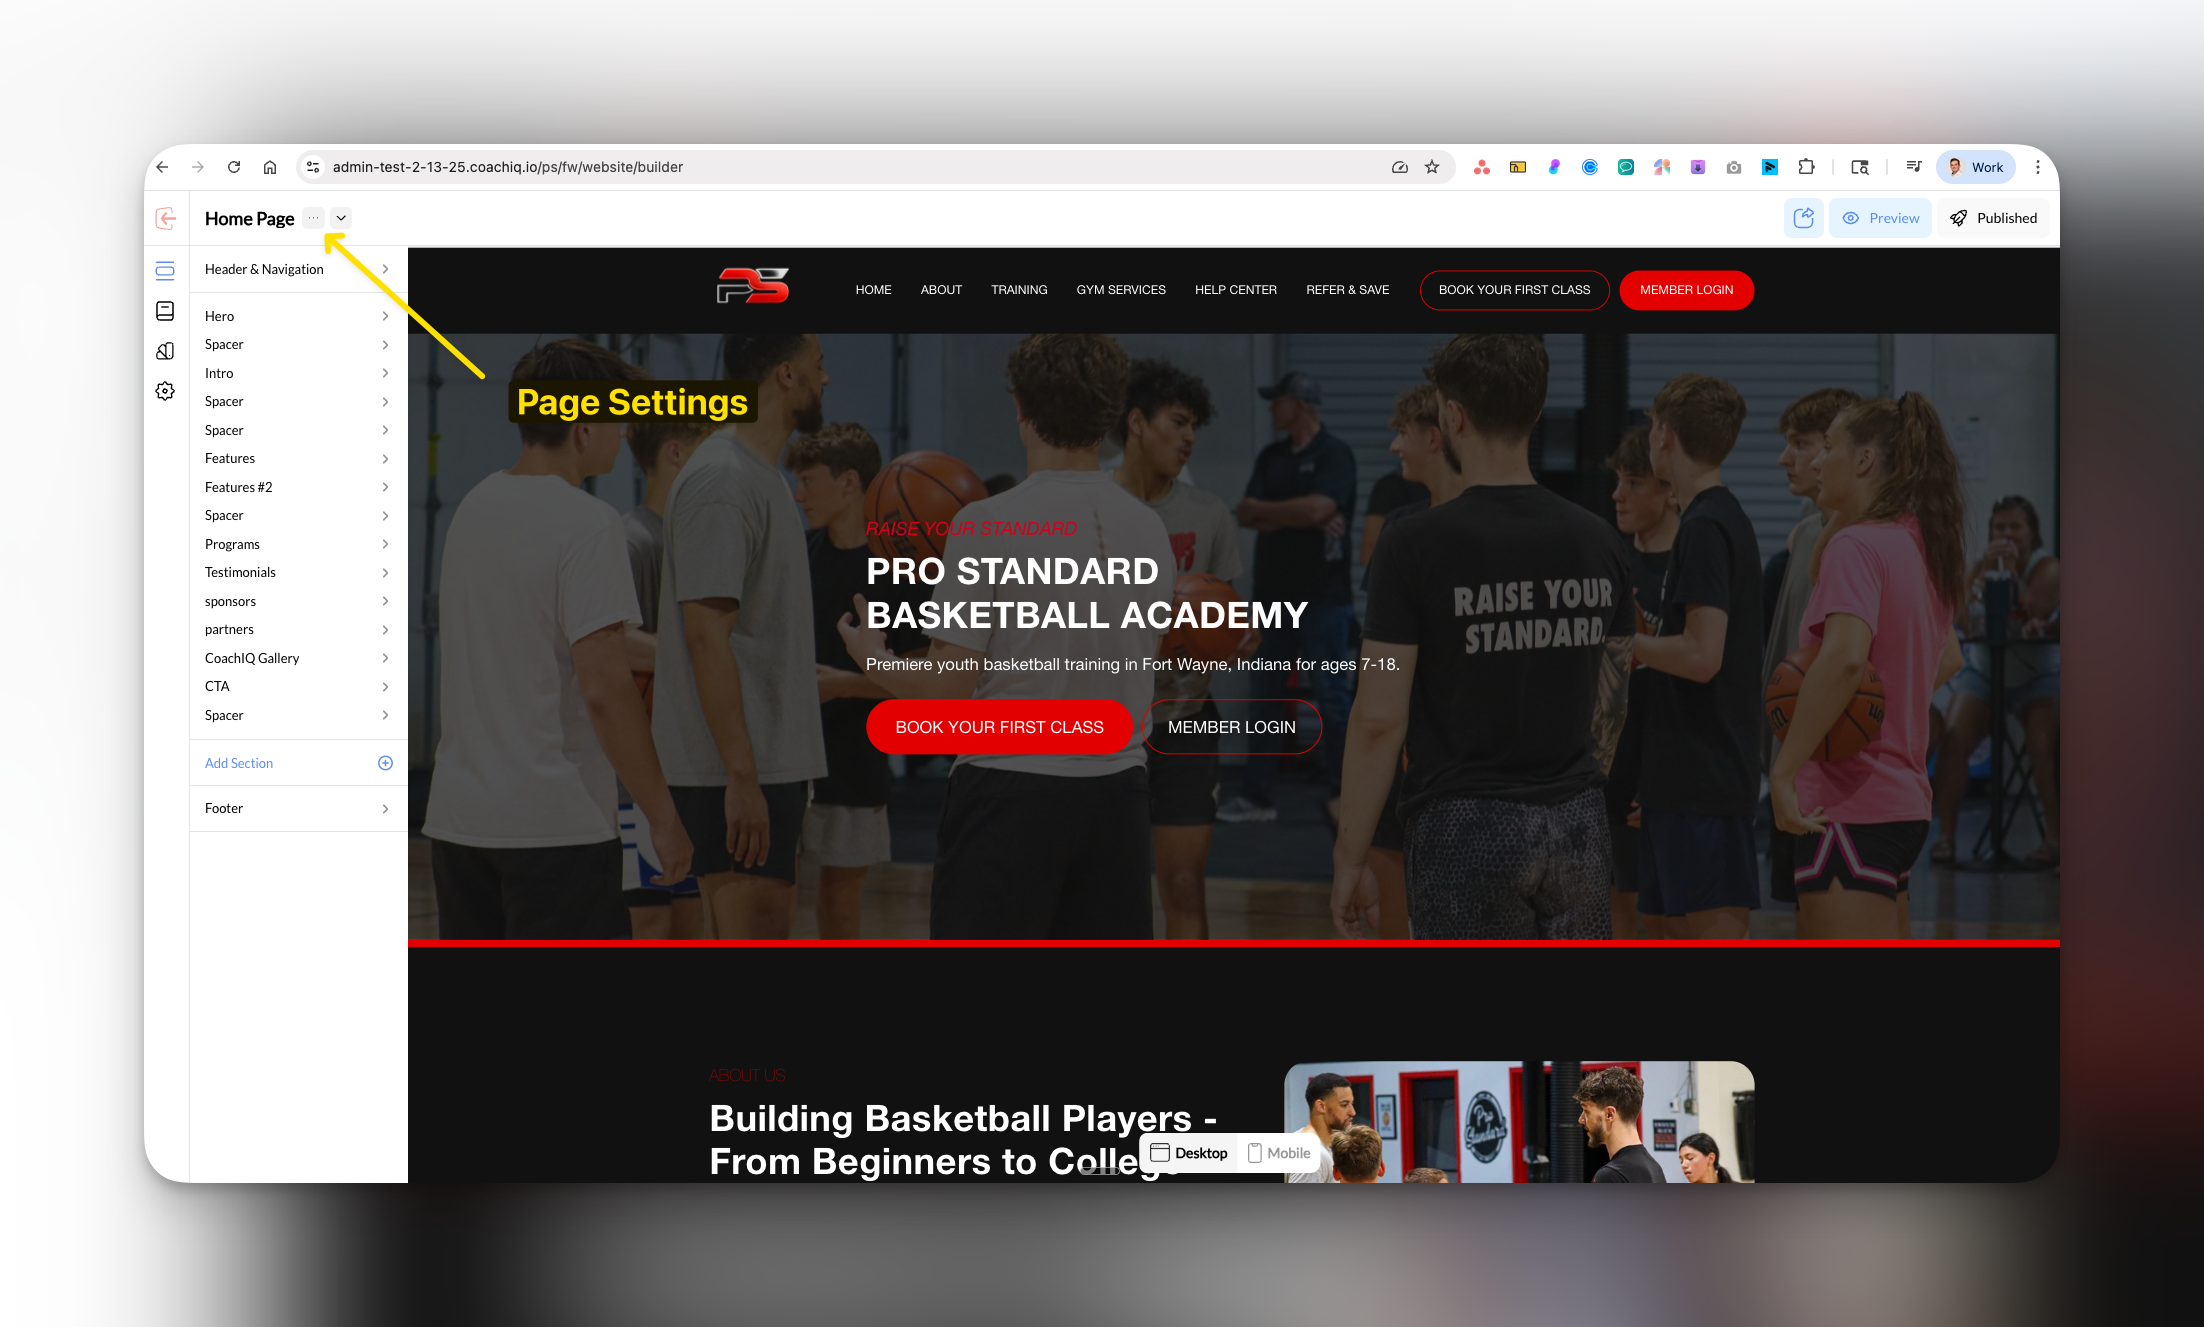 admin-test-2-13-25.coachiq.io/ps/fw/website/builder
Work
Home Page
Preview
Published
Header & Navigation
Hero
Spacer
Intro
Spacer
Spacer
Features
Features #2
Spacer
Programs
Testimonials
sponsors
partners
CoachIQ Gallery
CTA
Spacer
Add Section
Footer
Page Settings
PS
HOME
ABOUT
TRAINING
GYM SERVICES
HELP CENTER
REFER & SAVE
BOOK YOUR FIRST CLASS
MEMBER LOGIN
RAISE YOUR STANDARD
PRO STANDARD
BASKETBALL ACADEMY
Premiere youth basketball training in Fort Wayne, Indiana for ages 7-18.
BOOK YOUR FIRST CLASS
MEMBER LOGIN
RAISE YOUR
STANDARD.
ABOUT US
Building Basketball Players -
From Beginners to College
Pro
Standard
Desktop
Mobile